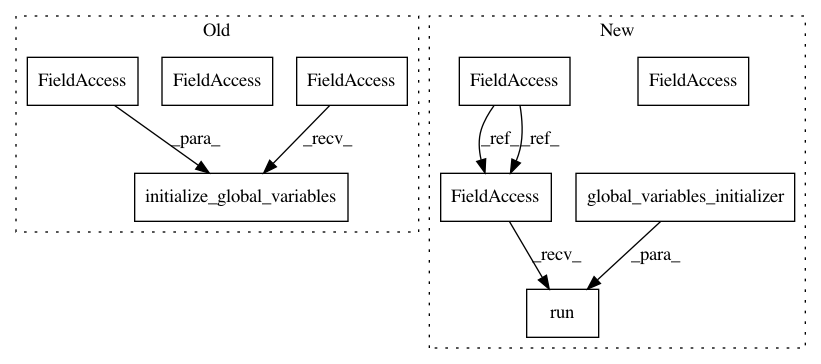 Old
FieldAccess
FieldAccess
FieldAccess
_para_
_recv_
initialize_global_variables
New
FieldAccess
FieldAccess
_ref_
_ref_
FieldAccess
global_variables_initializer
_recv_
_para_
run